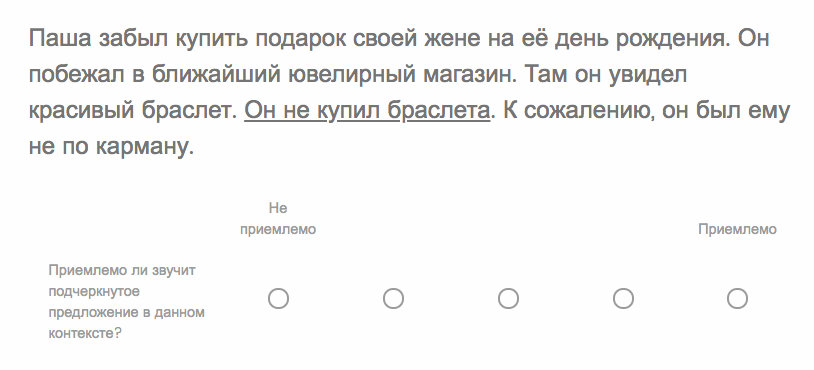 Паша забыл купить подарок своей жене на её день рождения. Он
побежал в ближайший ювелирный магазин. Там он увидел
красивый браслет. Он не купил браслета. К сожалению, он был ему
не по карману.
Не
приемлемо
Приемлемо
Приемлемо ли звучит
подчеркнутое
предложение в данном
контексте?